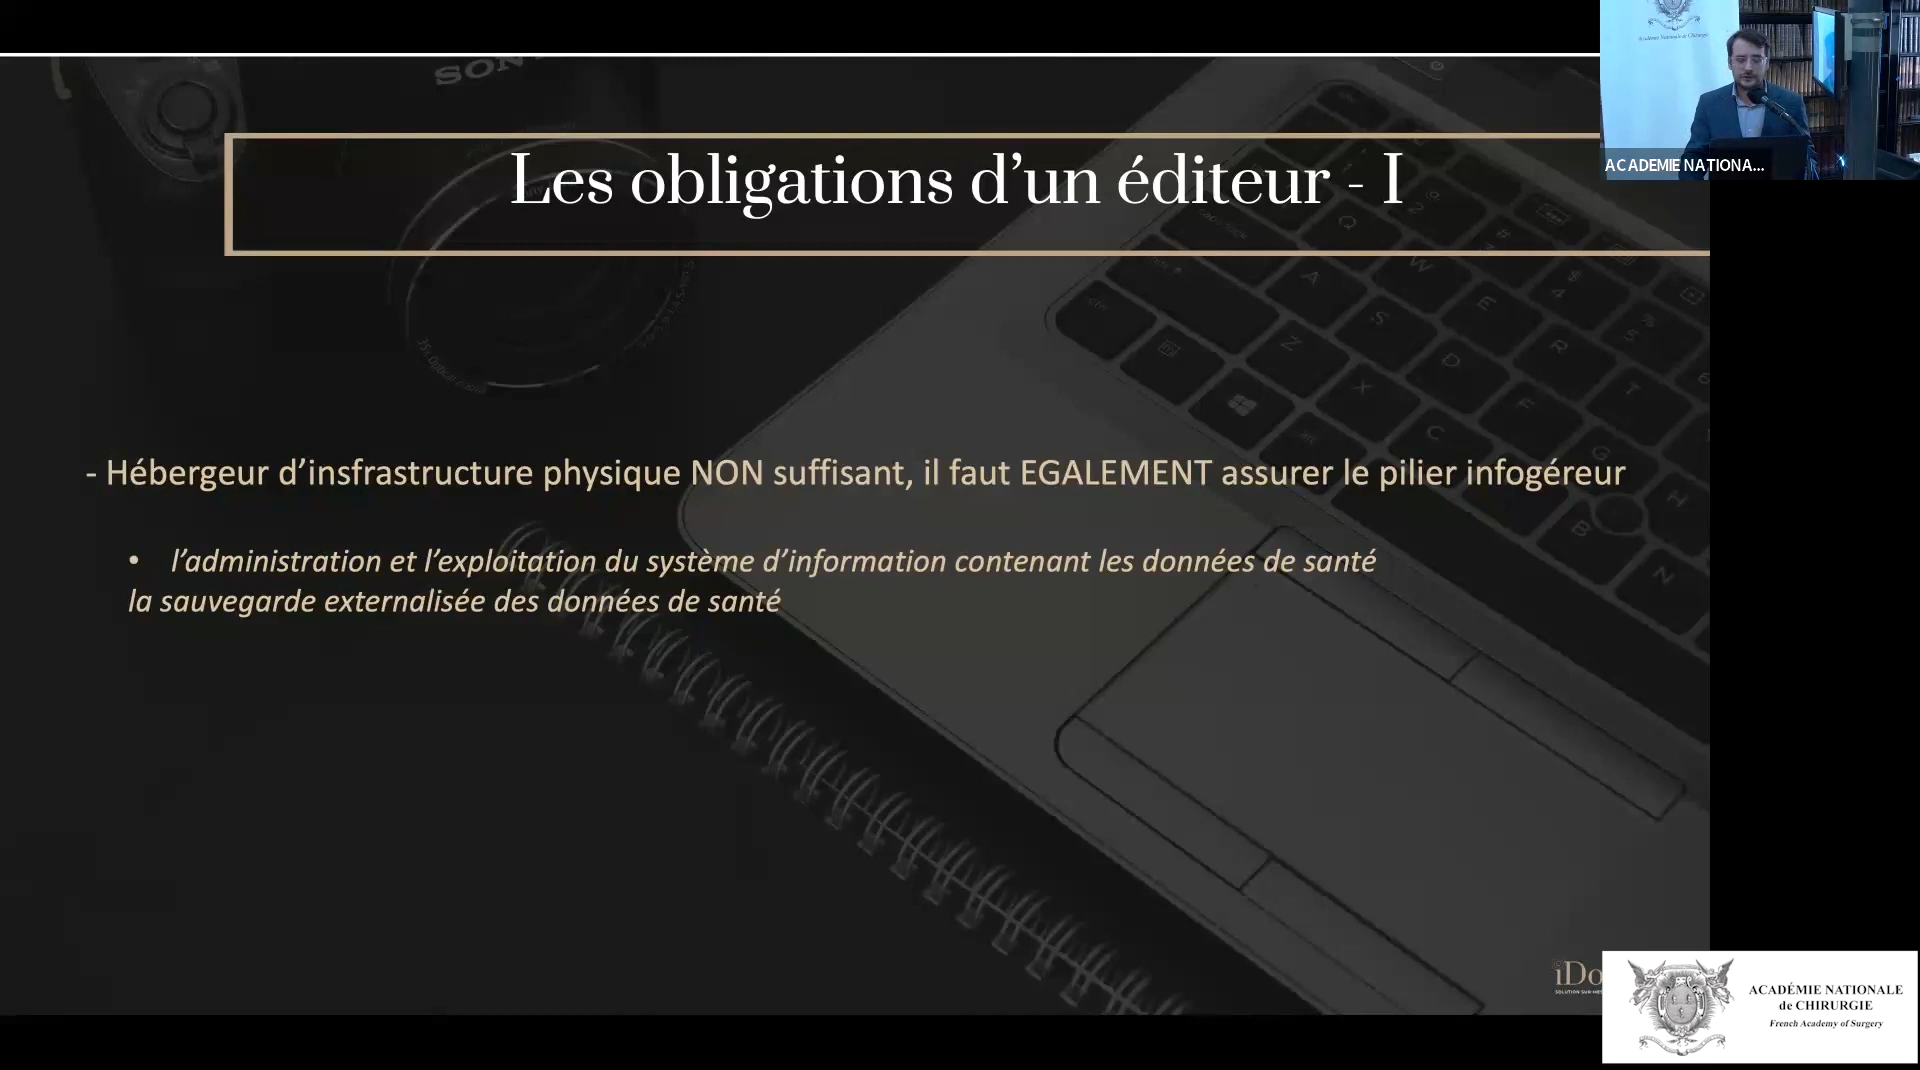 SON
Les obligations d’un éditeur - I
- Hébergeur d’insfrastructure physique NON suffisant, il faut EGALEMENT assurer le pilier infogéreur
• l’administration et l’exploitation du système d’information contenant les données de santé
la sauvegarde externalisée des données de santé
ACADEMIE NATIONA...
iDo
ACADÉMIE NATIONALE
de CHIRURGIE
French Academy of Surgery